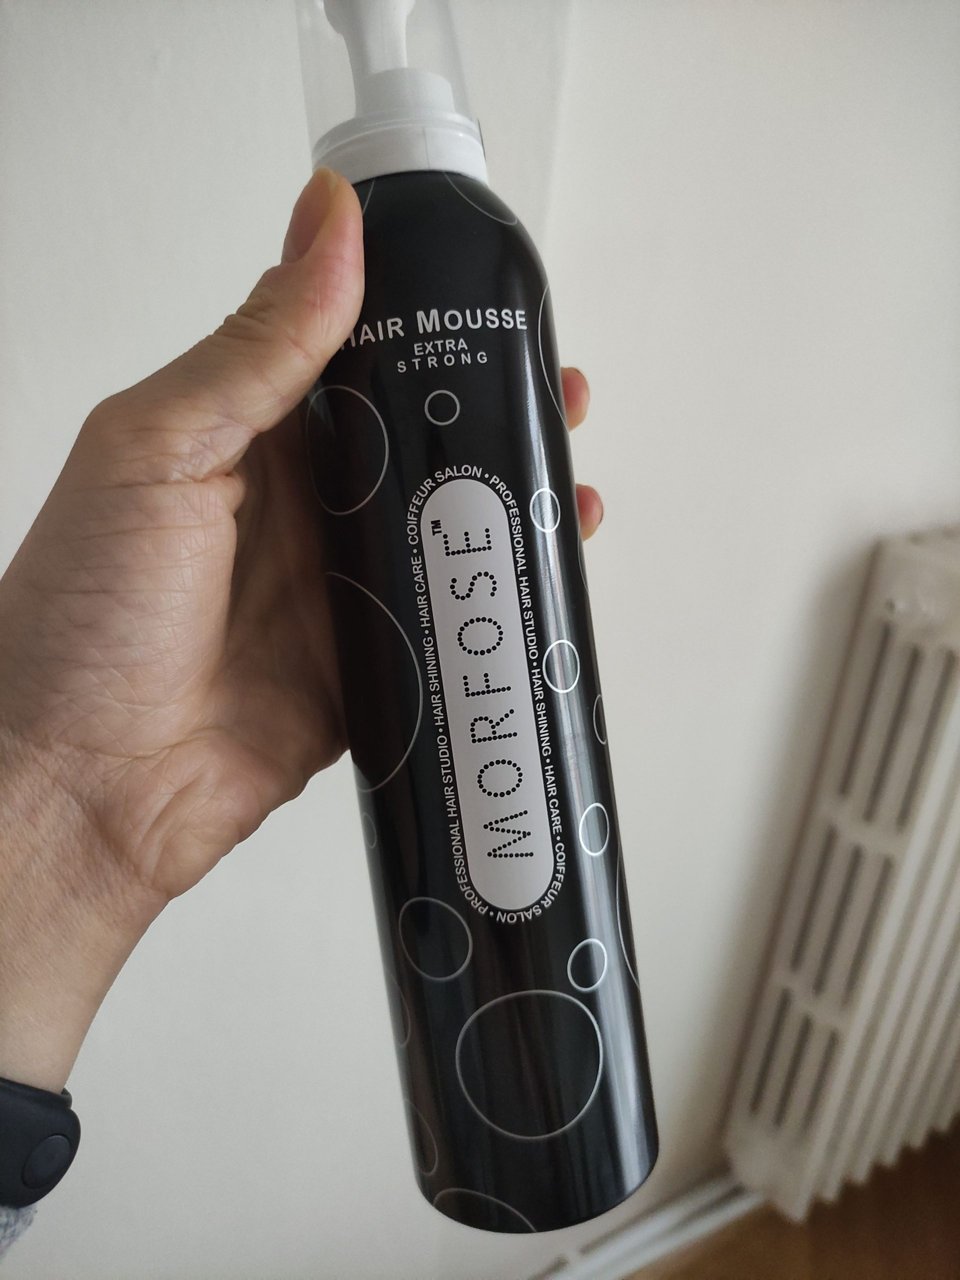 HAIR MOUSSE
EXTRA
STRONG
MORFOSE™
COIFFEUR SALON • PROFESSIONAL HAIR STUDIO • HAIR SHINING • HAIR CARE • COIFFEUR SALON • PROFESSIONAL HAIR STUDIO • HAIR SHINING • HAIR CARE •